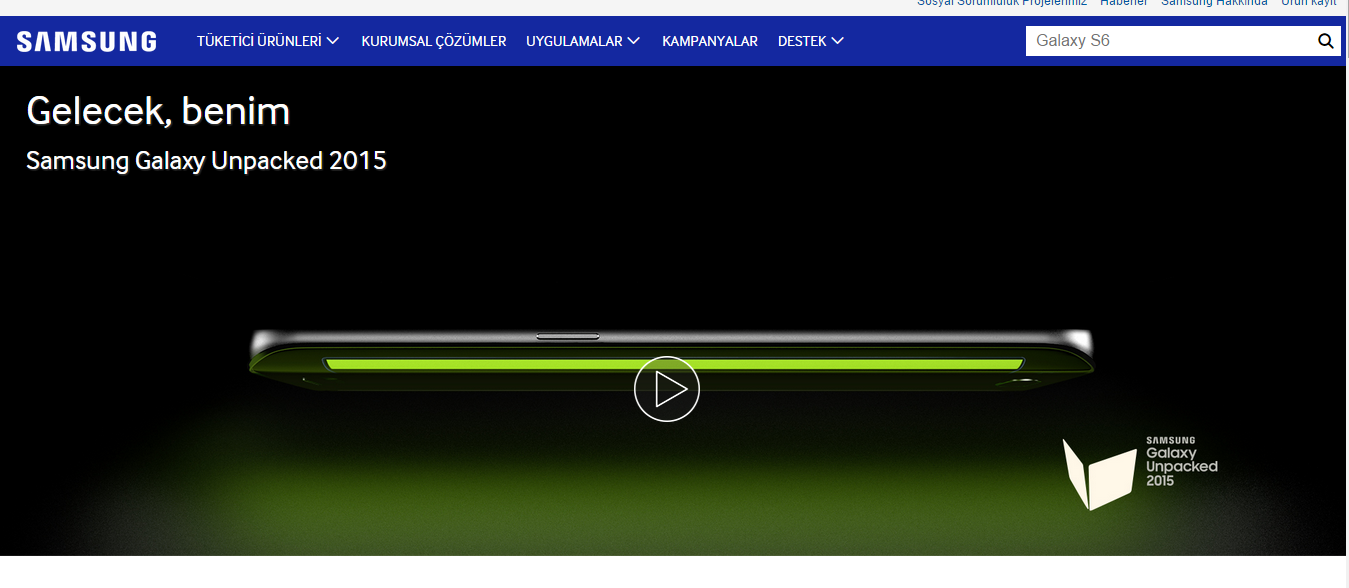 Sosyal Sorumluluk Projelerimiz Haberler Samsung Hakkında Ürün kayıt
SAMSUNG TÜKETİCİ ÜRÜNLERİ KURUMSAL ÇÖZÜMLER UYGULAMALAR KAMPANYALAR DESTEK Galaxy S6
Gelecek, benim
Samsung Galaxy Unpacked 2015
SAMSUNG
Galaxy
Unpacked
2015